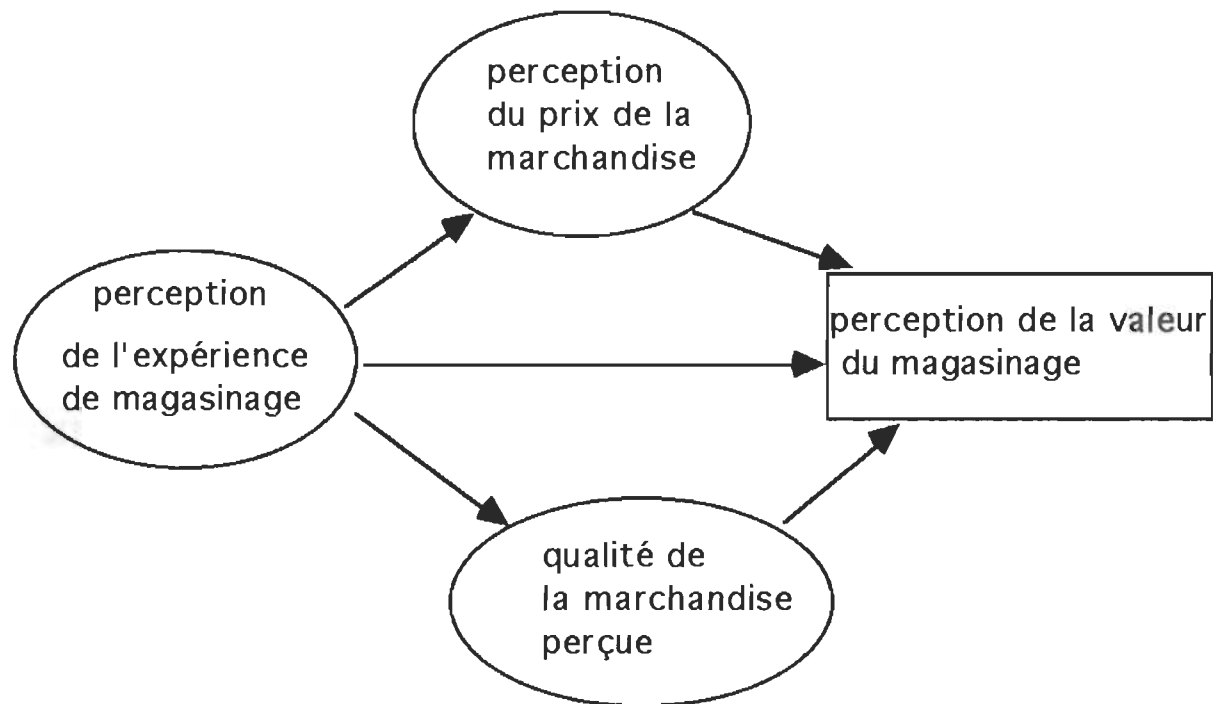 perception
du prix de la
marchandise
perception
de l'expérience
de magasinage
perception de la valeur
du magasinage
qualité de
la marchandise
perçue